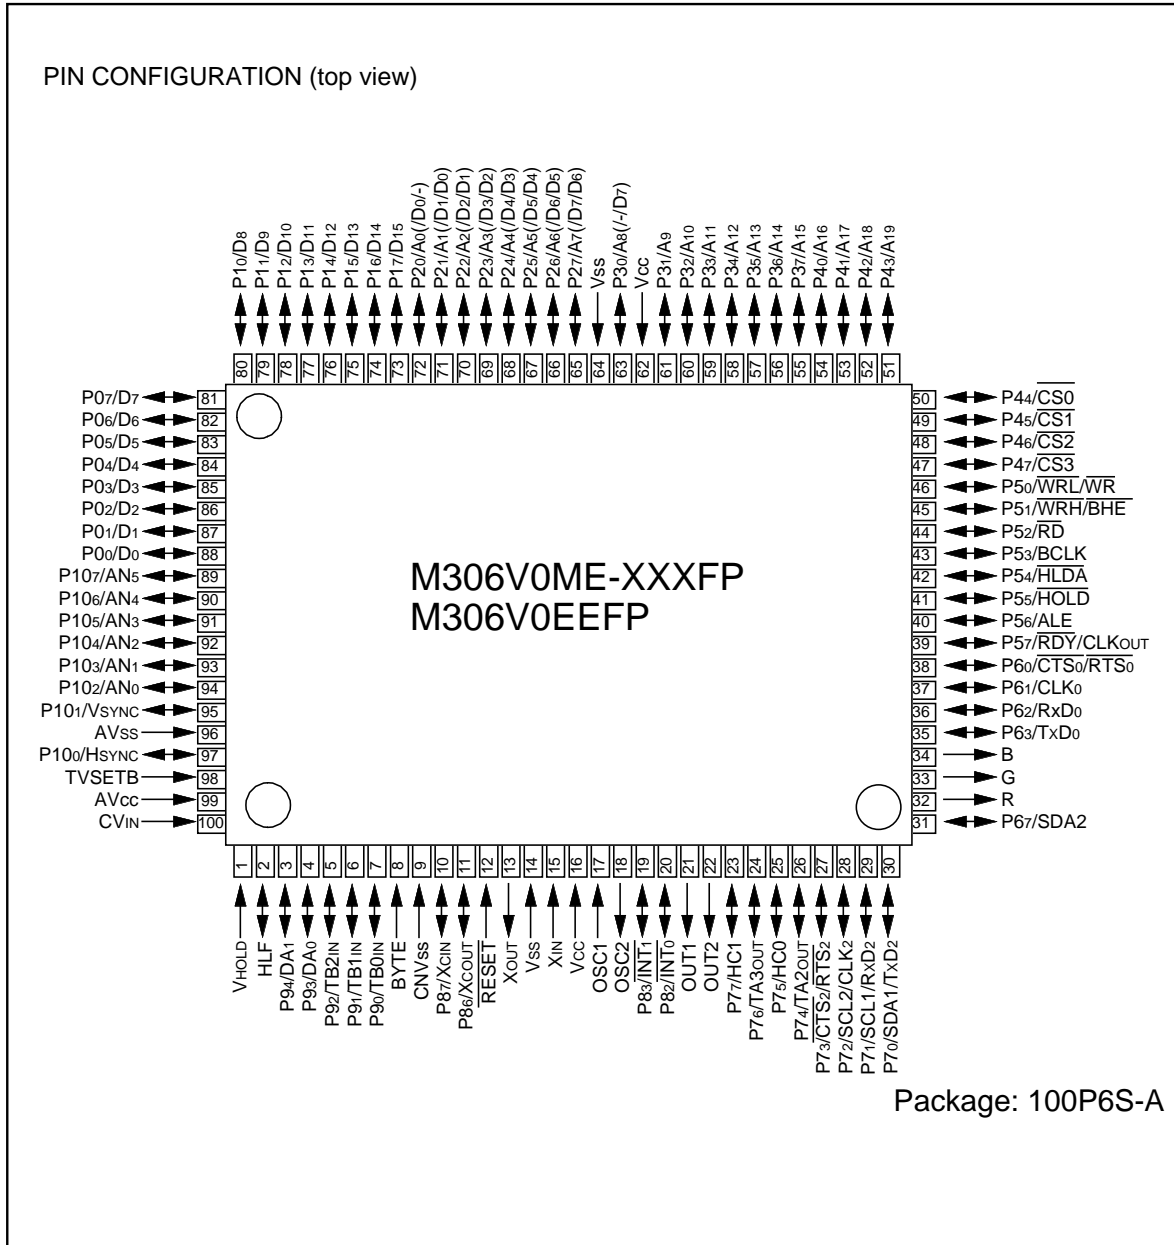 PIN CONFIGURATION (top view)
P10/D8
P11/D9
P12/D10
P13/D11
P14/D12
P15/D13
P16/D14
P17/D15
P20/A0(/D0/-)
P21/A1(/D1/D0)
P22/A2(/D2/D1)
P23/A3(/D3/D2)
P24/A4(/D4/D3)
P25/A5(/D5/D4)
P26/A6(/D6/D5)
P27/A7(/D7/D6)
Vss
P30/A8(/-/D7)
Vcc
P31/A9
P32/A10
P33/A11
P34/A12
P35/A13
P36/A14
P37/A15
P40/A16
P41/A17
P42/A18
P43/A19
80 79 78 77 76 75 74 73 72 71 70 69 68 67 66 65 64 63 62 61 60 59 58 57 56 55 54 53 52 51
P07/D7 81
P06/D6 82
P05/D5 83
P04/D4 84
P03/D3 85
P02/D2 86
P01/D1 87
P00/D0 88
P107/AN5 89
P106/AN4 90
P105/AN3 91
P104/AN2 92
P103/AN1 93
P102/AN0 94
P101/VSYNC 95
AVss 96
P100/HSYNC 97
TVSETB 98
AVcc 99
CVIN 100
M306V0ME-XXXFP
M306V0EEFP
50 P44/CS0
49 P45/CS1
48 P46/CS2
47 P47/CS3
46 P50/WRL/WR
45 P51/WRH/BHE
44 P52/RD
43 P53/BCLK
42 P54/HLDA
41 P55/HOLD
40 P56/ALE
39 P57/RDY/CLKOUT
38 P60/CTS0/RTS0
37 P61/CLK0
36 P62/RxD0
35 P63/TxD0
34 B
33 G
32 R
31 P67/SDA2
1 2 3 4 5 6 7 8 9 10 11 12 13 14 15 16 17 18 19 20 21 22 23 24 25 26 27 28 29 30
VHOLD
HLF
P94/DA1
P93/DA0
P92/TB2IN
P91/TB1IN
P90/TB0IN
BYTE
CNVss
P87/XCIN
P86/XCOUT
RESET
XOUT
Vss
XIN
Vcc
OSC1
OSC2
P83/INT1
P82/INT0
OUT1
OUT2
P77/HC1
P76/TA3OUT
P75/HC0
P74/TA2OUT
P73/CTS2/RTS2
P72/SCL2/CLK2
P71/SCL1/RxD2
P70/SDA1/TxD2
Package: 100P6S-A